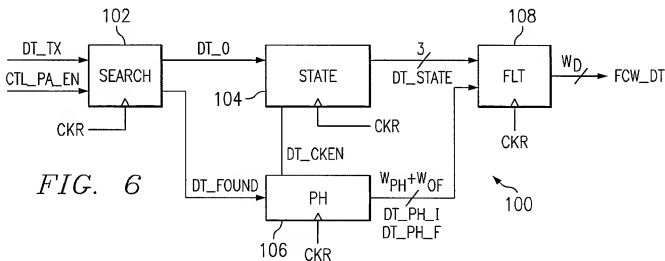 102
108
DT_TX
CTL_PA_EN
SEARCH
DT_0
STATE
3
DT_STATE
FLT
W_D
FCW_DT
104
CKR
CKR
CKR
DT_CKEN
FIG. 6
DT_FOUND
PH
W_PH+W_OF
DT_PH_I
DT_PH_F
100
106
CKR